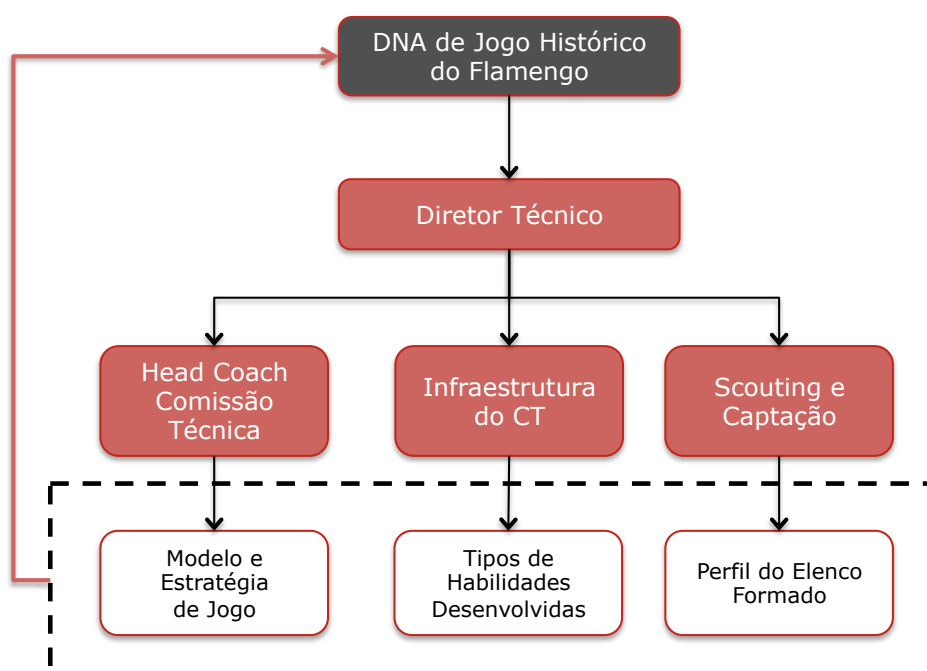 DNA de Jogo Histórico
do Flamengo
Diretor Técnico
Head Coach
Comissão
Técnica
Infraestrutura
do CT
Scouting e
Captação
Modelo e
Estratégia
de Jogo
Tipos de
Habilidades
Desenvolvidas
Perfil do Elenco
Formado